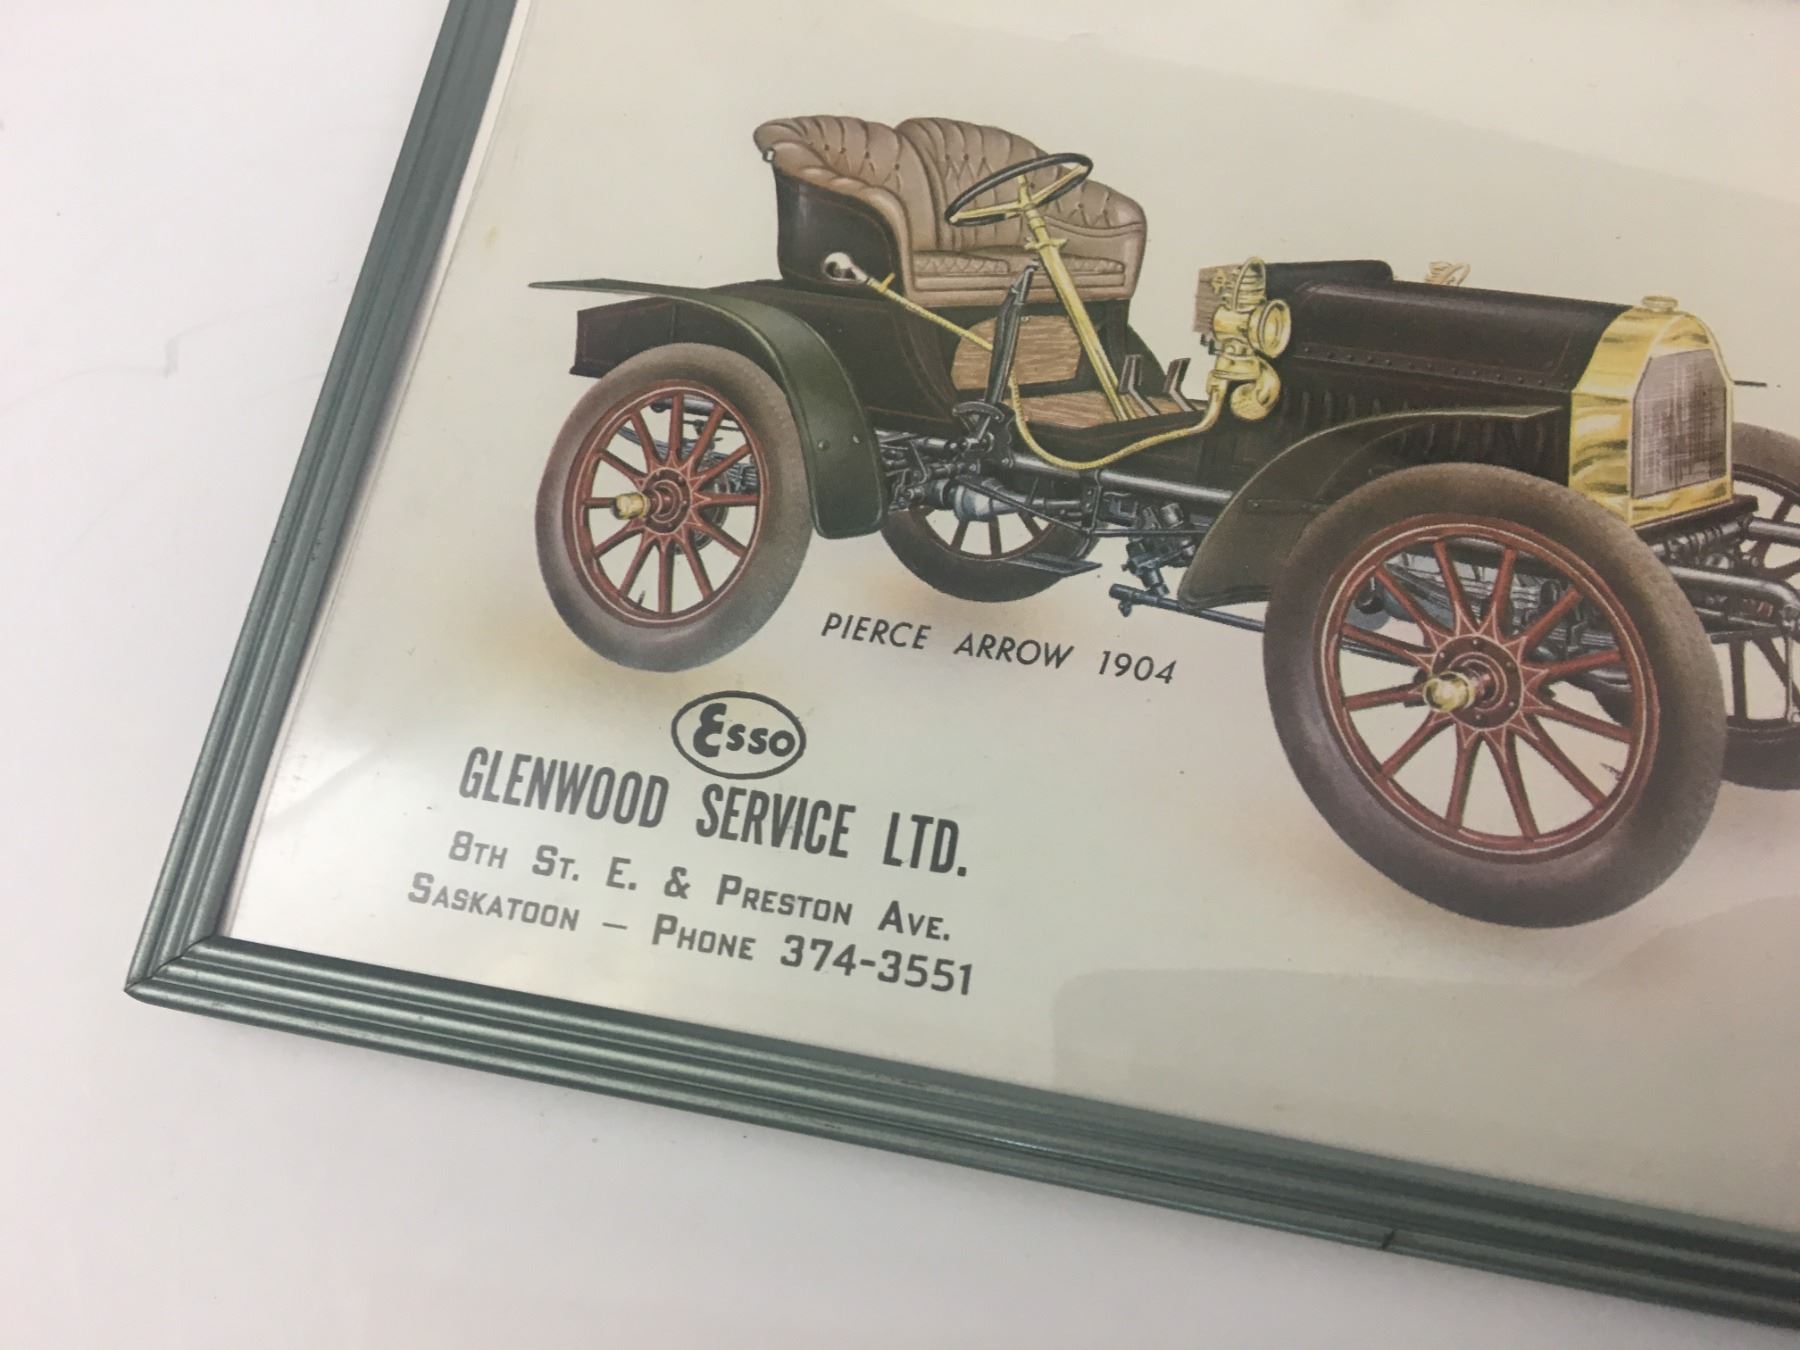 PIERCE ARROW 1904
Esso
GLENWOOD SERVICE LTD.
8TH ST. E. & PRESTON AVE.
SASKATOON – PHONE 374-3551